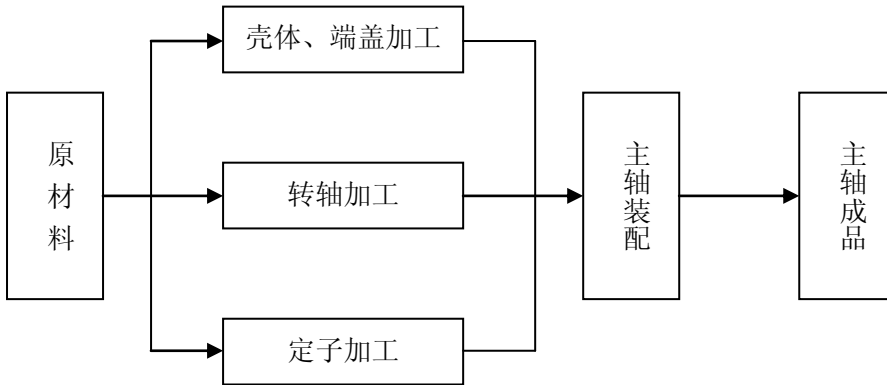 原材料
壳体、端盖加工
转轴加工
定子加工
主轴装配
主轴成品